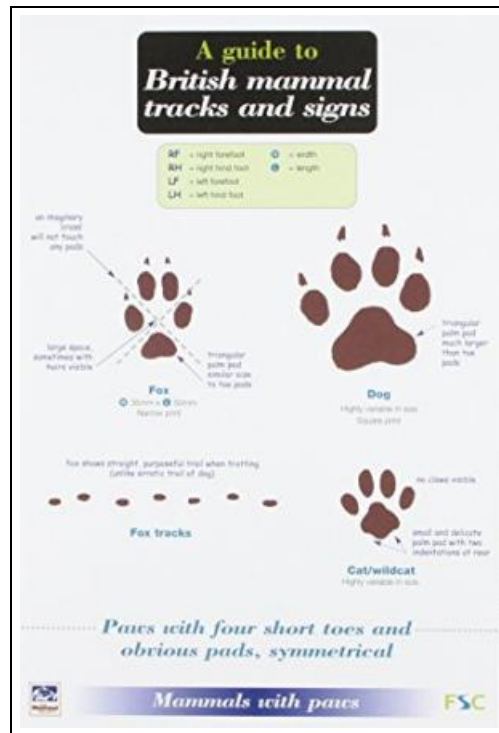 A guide to
British mammal
tracks and signs
RF = right forefoot
RH = right hind foot
LF = left forefoot
LH = left hind foot
= width
= length
an imaginary
cross
will not touch
any pads
large space,
sometimes with
hairs visible
triangular
palm pad
similar size
to toe pads
Fox
Narrow print
triangular
palm pad
much larger
than toe
pads
Dog
Highly variable in size
Square print
fox shows straight, purposeful trail when trotting
(unlike erratic trail of dog)
Fox tracks
no claws visible
small and delicate
palm pad with two
indentations at rear
Cat/wildcat
Highly variable in size
Paws with four short toes and
obvious pads, symmetrical
Mammals with paws
FSC